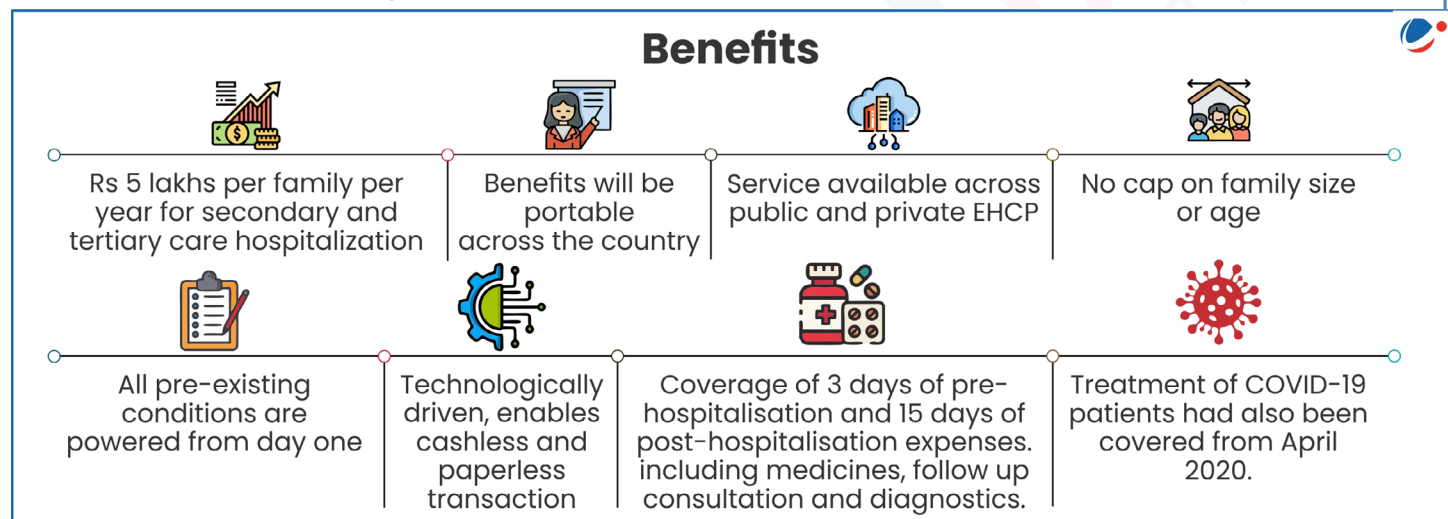 Benefits
Rs 5 lakhs per family per
year for secondary and
tertiary care hospitalization
Benefits will be
portable
across the country
Service available across
public and private EHCP
No cap on family size
or age
All pre-existing
conditions are
powered from day one
Technologically
driven, enables
cashless and
paperless
transaction
Coverage of 3 days of pre-
hospitalisation and 15 days of
post-hospitalisation expenses.
including medicines, follow up
consultation and diagnostics.
Treatment of COVID-19
patients had also been
covered from April
2020.